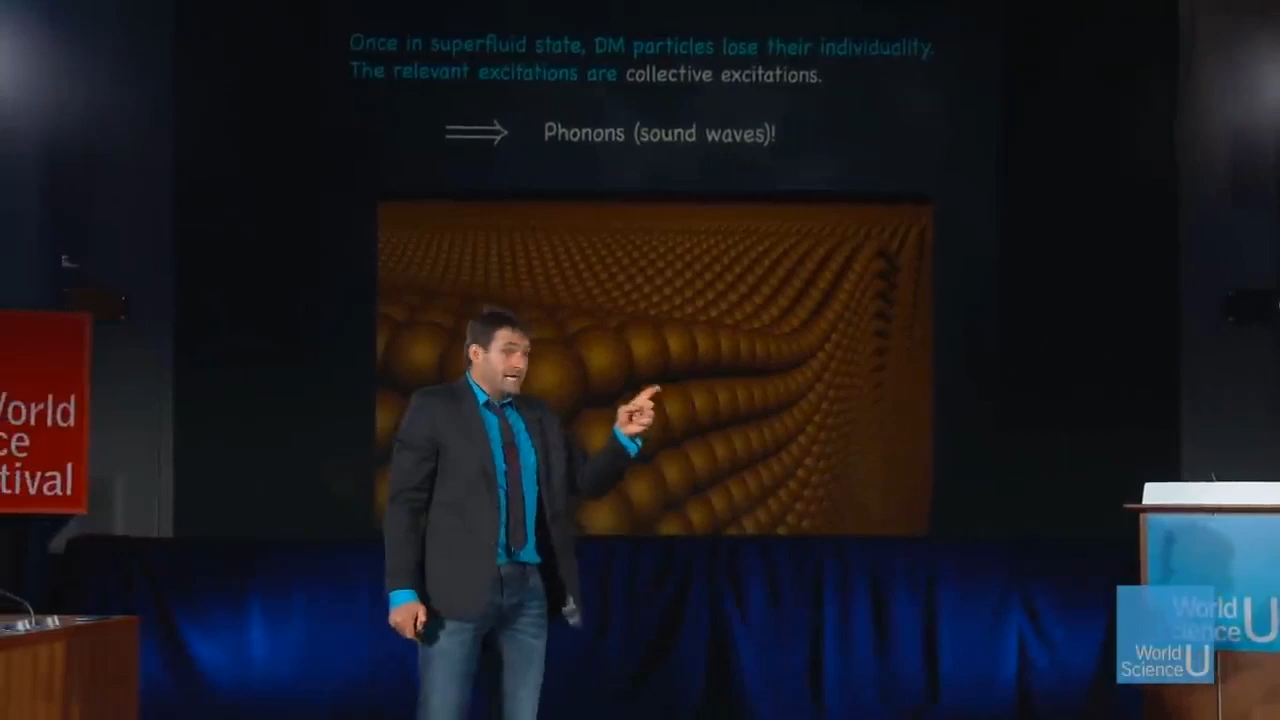 Once in superfluid state, DM particles lose their individuality.
The relevant excitations are collective excitations.
⟹ Phonons (sound waves)!
World
ce
tival
World
Science U
World
Science U